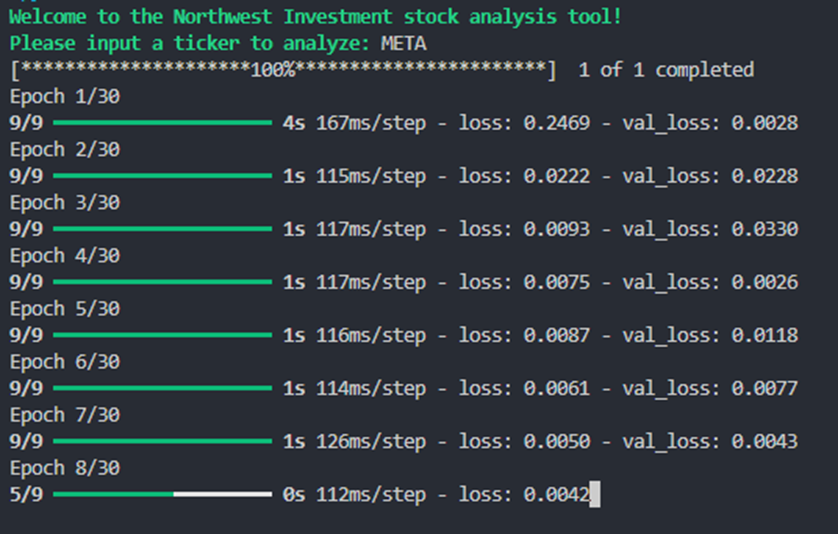 Welcome to the Northwest Investment stock analysis tool!
Please input a ticker to analyze: META
[*********************100%***********************]  1 of 1 completed
Epoch 1/30
9/9 ━━━━━━━━━━━━━━━━━━━━ 4s 167ms/step - loss: 0.2469 - val_loss: 0.0028
Epoch 2/30
9/9 ━━━━━━━━━━━━━━━━━━━━ 1s 115ms/step - loss: 0.0222 - val_loss: 0.0228
Epoch 3/30
9/9 ━━━━━━━━━━━━━━━━━━━━ 1s 117ms/step - loss: 0.0093 - val_loss: 0.0330
Epoch 4/30
9/9 ━━━━━━━━━━━━━━━━━━━━ 1s 117ms/step - loss: 0.0075 - val_loss: 0.0026
Epoch 5/30
9/9 ━━━━━━━━━━━━━━━━━━━━ 1s 116ms/step - loss: 0.0087 - val_loss: 0.0118
Epoch 6/30
9/9 ━━━━━━━━━━━━━━━━━━━━ 1s 114ms/step - loss: 0.0061 - val_loss: 0.0077
Epoch 7/30
9/9 ━━━━━━━━━━━━━━━━━━━━ 1s 126ms/step - loss: 0.0050 - val_loss: 0.0043
Epoch 8/30
5/9 ━━━━━━━━━━━━━━━━━━━━ 0s 112ms/step - loss: 0.0042